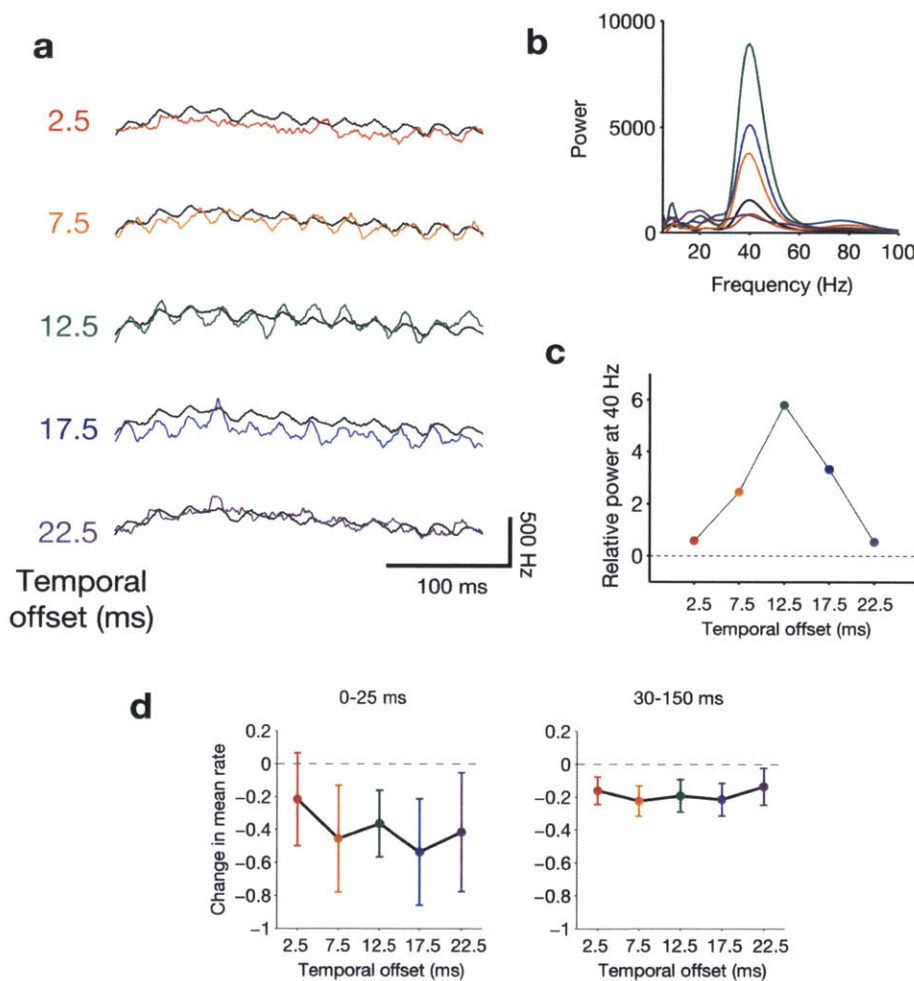 a
2.5
7.5
12.5
17.5
22.5
Temporal
offset (ms)
100 ms
500 Hz
b
10000
5000
0
Power
20 40 60 80 100
Frequency (Hz)
c
6
4
2
0
Relative power at 40 Hz
2.5 7.5 12.5 17.5 22.5
Temporal offset (ms)
d
0-25 ms
0.2
0
−0.2
−0.4
−0.6
−0.8
−1
Change in mean rate
2.5 7.5 12.5 17.5 22.5
Temporal offset (ms)
30-150 ms
0.2
0
−0.2
−0.4
−0.6
−0.8
−1
2.5 7.5 12.5 17.5 22.5
Temporal offset (ms)